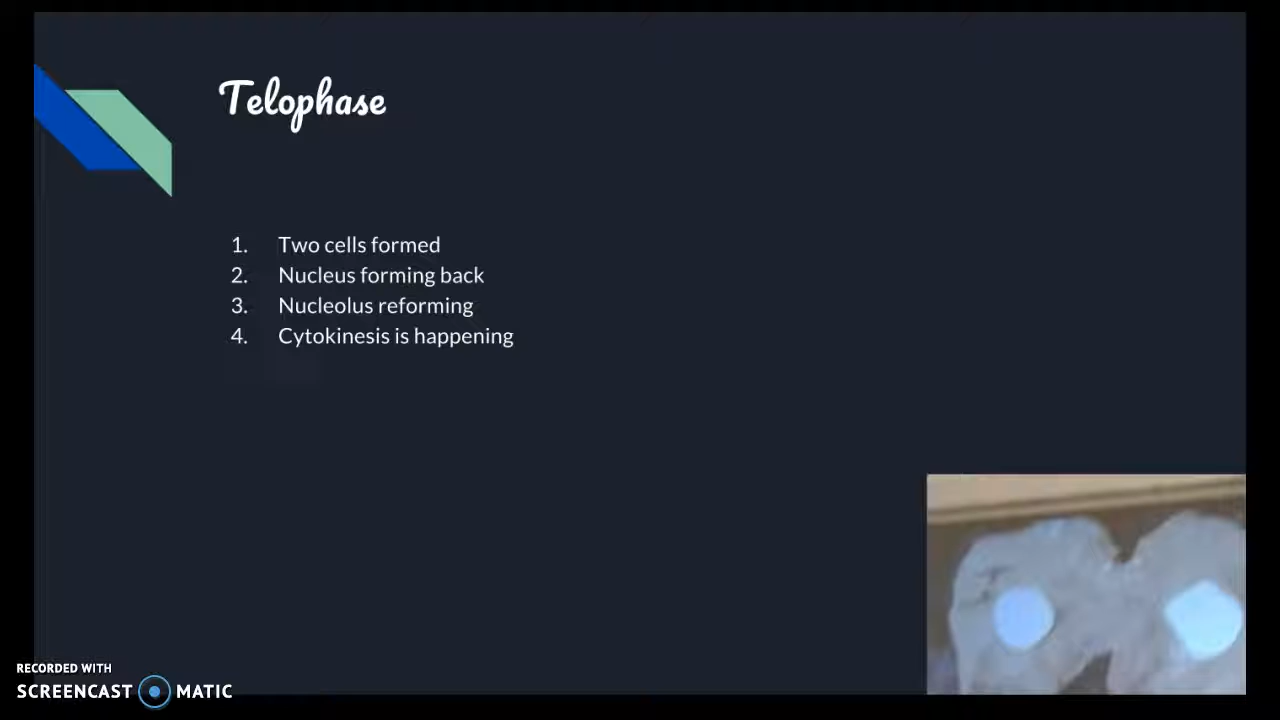 Telophase
1. Two cells formed
2. Nucleus forming back
3. Nucleolus reforming
4. Cytokinesis is happening
RECORDED WITH
SCREENCAST MATIC